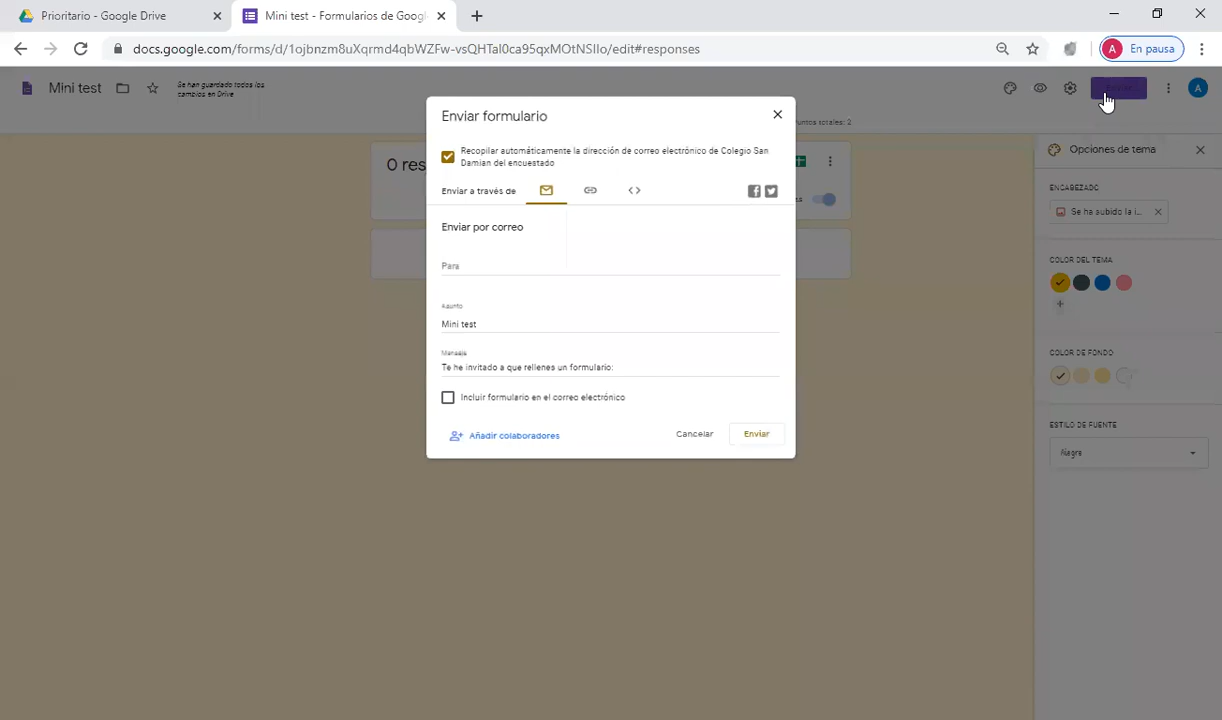 Prioritario - Google Drive
Mini test - Formularios de Googl
docs.google.com/forms/d/1ojbnzm8uXqrmd4qbWZFw-vsQHTal0ca95qxMOtNSIlo/edit#responses
A
En pausa
Mini test
Se han guardado todos los
cambios en Drive
A
untos totales: 2
Enviar formulario
Recopilar automáticamente la dirección de correo electrónico de Colegio San
Damian del encuestado
Enviar a través de
Enviar por correo
Para
Asunto
Mini test
Mensaje
Te he invitado a que rellenes un formulario:
Incluir formulario en el correo electrónico
Añadir colaboradores
Cancelar
Enviar
0 res
Opciones de tema
ENCABEZADO
Se ha subido la i...
COLOR DEL TEMA
COLOR DE FONDO
ESTILO DE FUENTE
Alegre